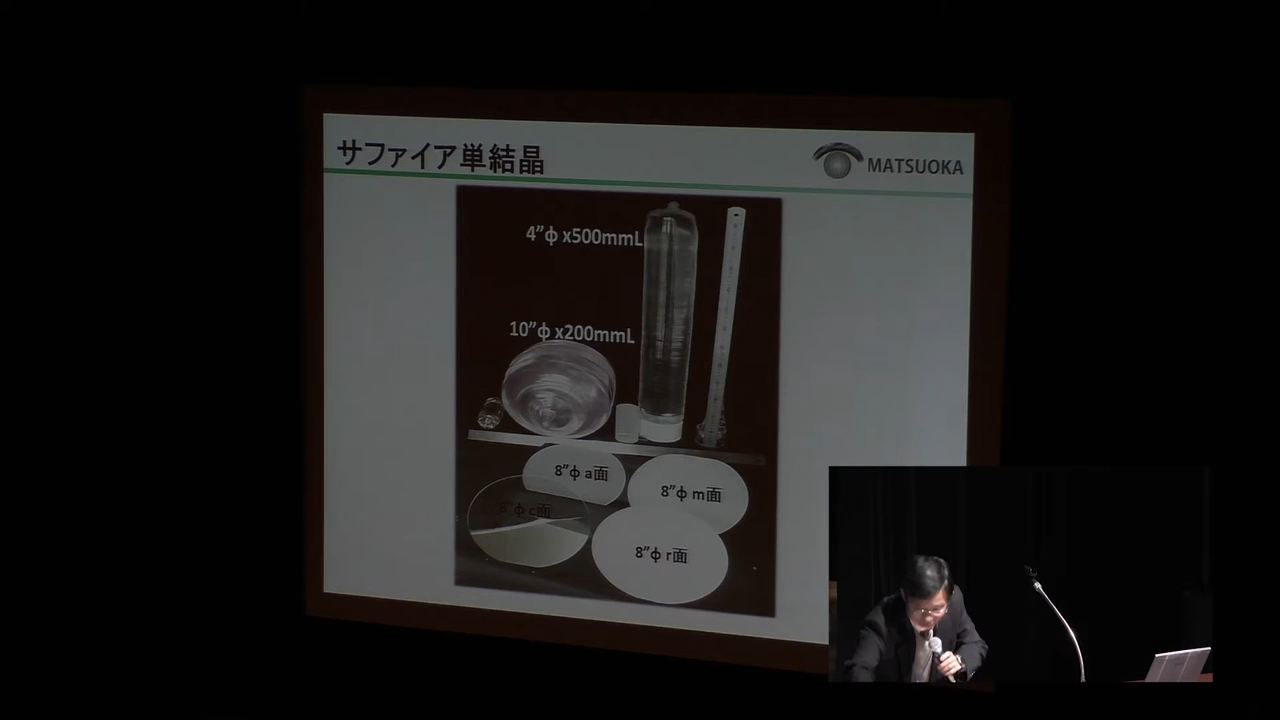 サファイア単結晶
MATSUOKA
4”ф x500mmL
10”ф x200mmL
8”ф a面
8”ф m面
8”ф c面
8”ф r面